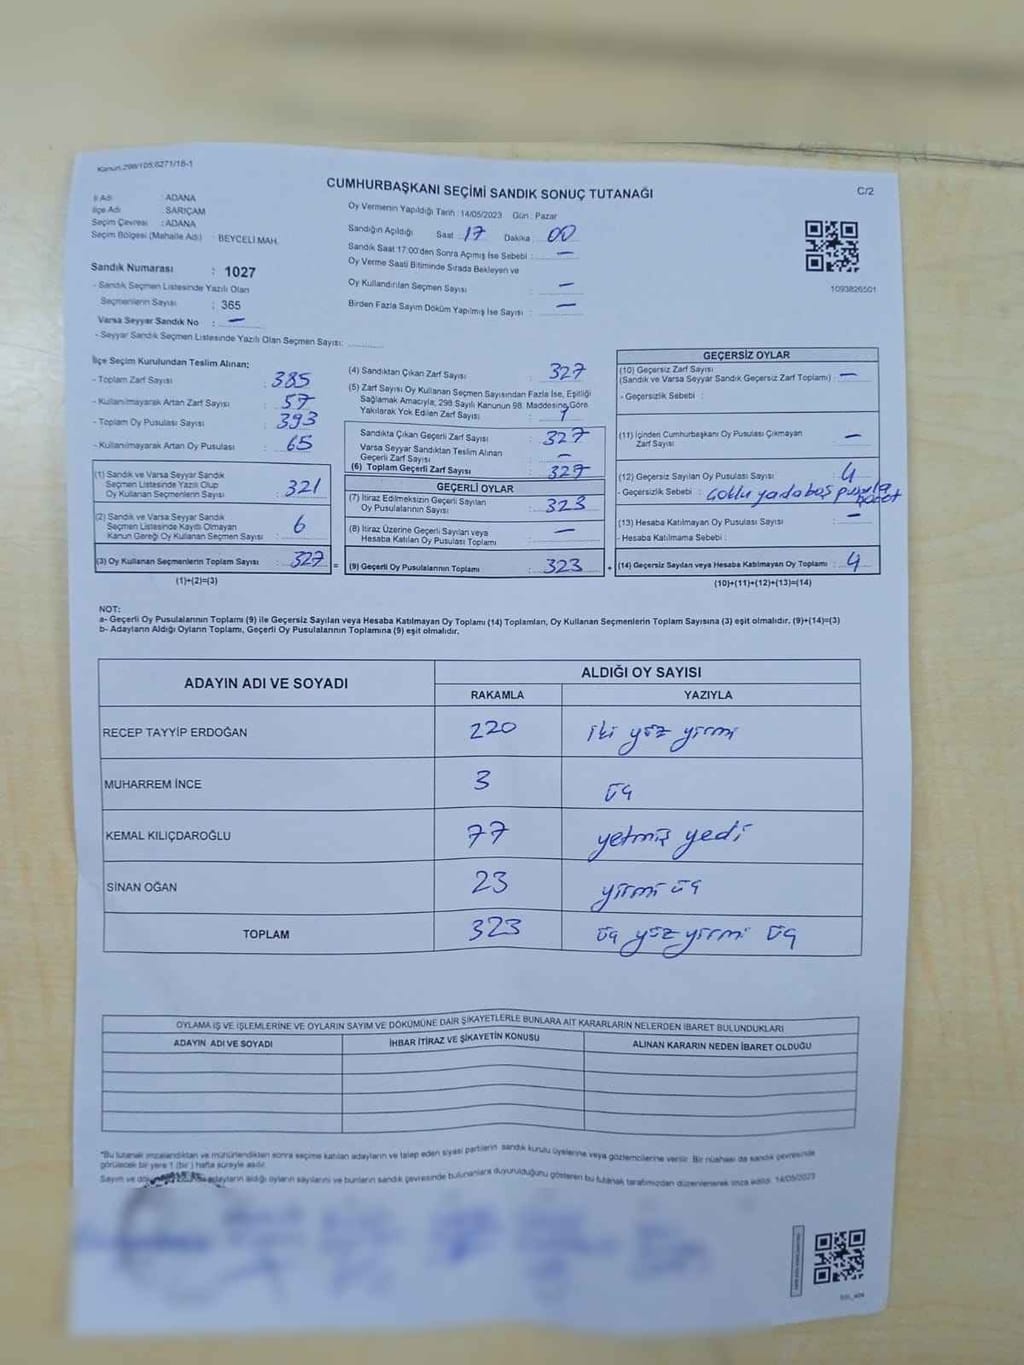 Kanun:298/105;6271/18-1
CUMHURBAŞKANI SEÇİMİ SANDIK SONUÇ TUTANAĞI
C/2
İl Adı : ADANA
İlçe Adı : SARIÇAM
Seçim Çevresi : ADANA
Seçim Bölgesi (Mahalle Adı) : BEYCELİ MAH.
Sandık Numarası : 1027
- Sandık Seçmen Listesinde Yazılı Olan
Seçmenlerin Sayısı : 365
Varsa Seyyar Sandık No : —
- Seyyar Sandık Seçmen Listesinde Yazılı Olan Seçmen Sayısı:
Oy Vermenin Yapıldığı Tarih : 14/05/2023 Gün : Pazar
Sandığın Açıldığı Saat 17 Dakika 00
Sandık Saat 17:00'den Sonra Açılmış İse Sebebi : —
Oy Verme Saati Bitiminde Sırada Bekleyen ve
Oy Kullandırılan Seçmen Sayısı : —
Birden Fazla Sayım Döküm Yapılmış İse Sayısı : —
1093826501
İlçe Seçim Kurulundan Teslim Alınan;
- Toplam Zarf Sayısı : 385
- Kullanılmayarak Artan Zarf Sayısı : 57
- Toplam Oy Pusulası Sayısı : 393
- Kullanılmayarak Artan Oy Pusulası : 65
(1) Sandık ve Varsa Seyyar Sandık
Seçmen Listesinde Yazılı Olup
Oy Kullanan Seçmenlerin Sayısı : 321
(2) Sandık ve Varsa Seyyar Sandık
Seçmen Listesinde Kayıtlı Olmayan
Kanun Gereği Oy Kullanan Seçmen Sayısı : 6
(3) Oy Kullanan Seçmenlerin Toplam Sayısı : 327
(1)+(2)=(3)
(4) Sandıktan Çıkan Zarf Sayısı : 327
(5) Zarf Sayısı Oy Kullanan Seçmen Sayısından Fazla İse, Eşitliği
Sağlamak Amacıyla; 298 Sayılı Kanunun 98. Maddesine Göre
Yakılarak Yok Edilen Zarf Sayısı :
Sandıkta Çıkan Geçerli Zarf Sayısı : 327
Varsa Seyyar Sandıktan Teslim Alınan
Geçerli Zarf Sayısı : —
(6) Toplam Geçerli Zarf Sayısı : 327
GEÇERLİ OYLAR
(7) İtiraz Edilmeksizin Geçerli Sayılan
Oy Pusulalarının Sayısı : 323
(8) İtiraz Üzerine Geçerli Sayılan veya
Hesaba Katılan Oy Pusulası Toplamı : —
(9) Geçerli Oy Pusulalarının Toplamı : 323
GEÇERSİZ OYLAR
(10) Geçersiz Zarf Sayısı
(Sandık ve Varsa Seyyar Sandık Geçersiz Zarf Toplamı) : —
- Geçersizlik Sebebi :
(11) İçinden Cumhurbaşkanı Oy Pusulası Çıkmayan
Zarf Sayısı : —
(12) Geçersiz Sayılan Oy Pusulası Sayısı : 4
- Geçersizlik Sebebi : çoklu yada boş pusula
(13) Hesaba Katılmayan Oy Pusulası Sayısı : —
- Hesaba Katılmama Sebebi :
(14) Geçersiz Sayılan veya Hesaba Katılmayan Oy Toplamı : 4
(10)+(11)+(12)+(13)=(14)
NOT:
a- Geçerli Oy Pusulalarının Toplamı (9) ile Geçersiz Sayılan veya Hesaba Katılmayan Oy Toplamı (14) Toplamları, Oy Kullanan Seçmenlerin Toplam Sayısına (3) eşit olmalıdır. (9)+(14)=(3)
b- Adayların Aldığı Oyların Toplamı, Geçerli Oy Pusulalarının Toplamına (9) eşit olmalıdır.
ADAYIN ADI VE SOYADI
ALDIĞI OY SAYISI
RAKAMLA YAZIYLA
RECEP TAYYİP ERDOĞAN 220 iki yüz yirmi
MUHARREM İNCE 3 üç
KEMAL KILIÇDAROĞLU 77 yetmiş yedi
SİNAN OĞAN 23 yirmi üç
TOPLAM 323 üç yüz yirmi üç
OYLAMA İŞ VE İŞLEMLERİNE VE OYLARIN SAYIM VE DÖKÜMÜNE DAİR ŞİKAYETLERLE BUNLARA AİT KARARLARIN NELERDEN İBARET BULUNDUKLARI
ADAYIN ADI VE SOYADI İHBAR İTİRAZ VE ŞİKAYETİN KONUSU ALINAN KARARIN NEDEN İBARET OLDUĞU
"Bu tutanak imzalandıktan ve mühürlendikten sonra seçime katılan adayların ve talep eden siyasi partilerin sandık kurulu üyelerine veya gözlemcilerine verilir. Bir nüshası da sandık çevresinde
görülecek bir yere 1 (bir) hafta süreyle asılır.
Sayım ve adayların aldığı oyların sayılarını ve bunların sandık çevresinde bulunanlara duyurulduğunu gösteren bu tutanak tarafımızdan düzenlenerek imza edildi. 14/05/2023